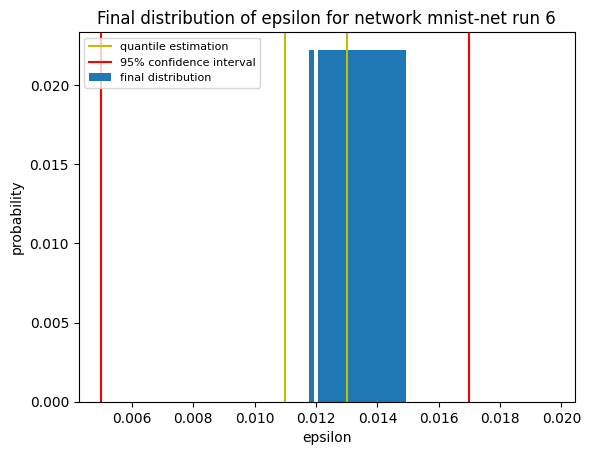 Final distribution of epsilon for network mnist-net run 6
quantile estimation
95% confidence interval
final distribution
probability
0.020
0.015
0.010
0.005
0.000
0.006 0.008 0.010 0.012 0.014 0.016 0.018 0.020
epsilon